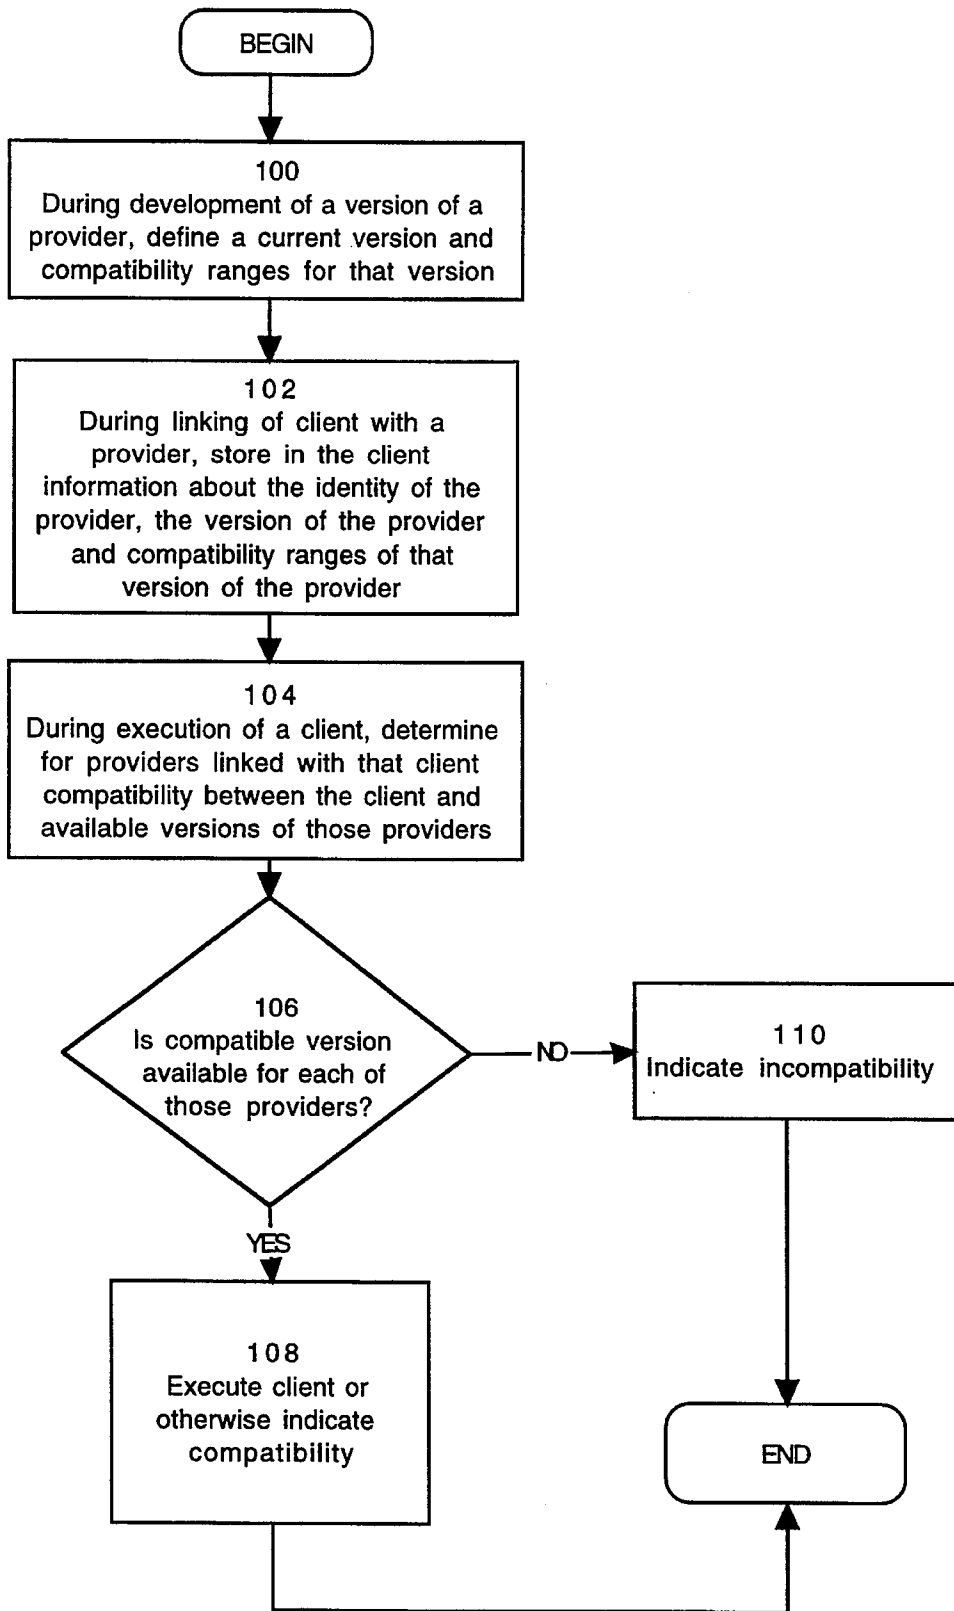 BEGIN
100
During development of a version of a
provider, define a current version and
compatibility ranges for that version
102
During linking of client with a
provider, store in the client
information about the identity of the
provider, the version of the provider
and compatibility ranges of that
version of the provider
104
During execution of a client, determine
for providers linked with that client
compatibility between the client and
available versions of those providers
106
Is compatible version
available for each of
those providers?
NO
110
Indicate incompatibility
YES
108
Execute client or
otherwise indicate
compatibility
END